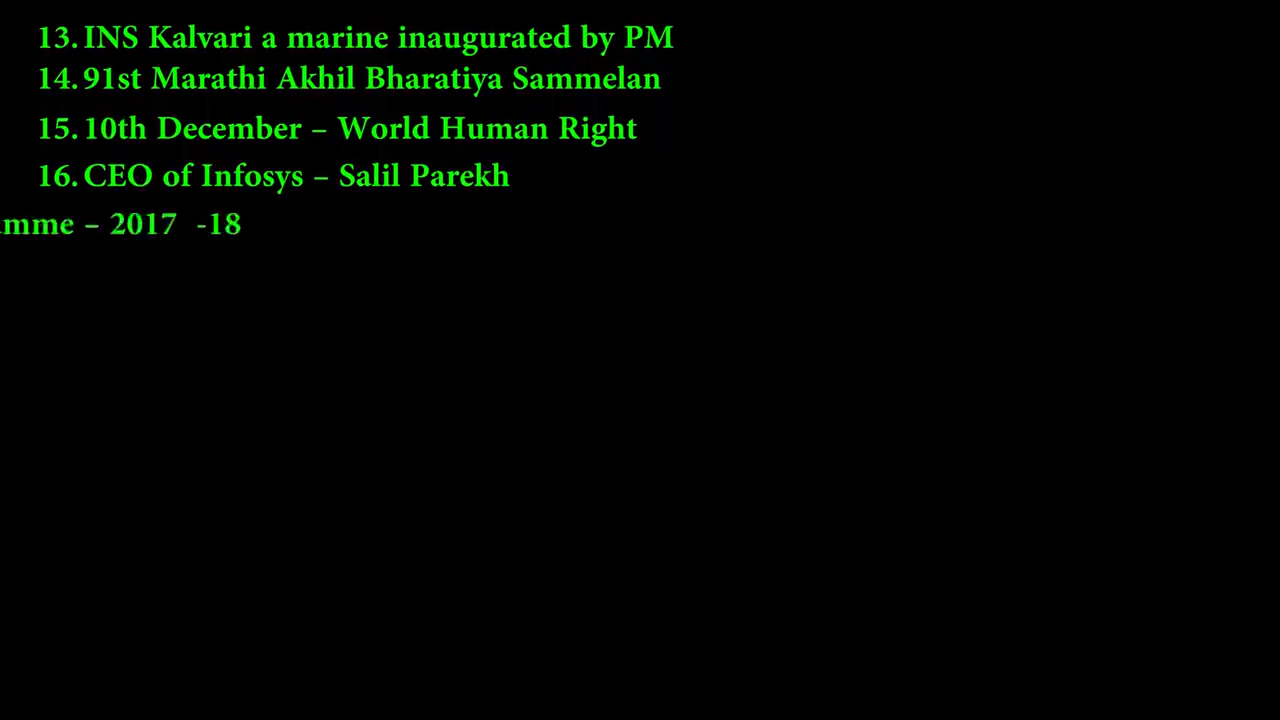 13. INS Kalvari a marine inaugurated by PM
14. 91st Marathi Akhil Bharatiya Sammelan
15. 10th December – World Human Right
16. CEO of Infosys – Salil Parekh
– 2017 -18